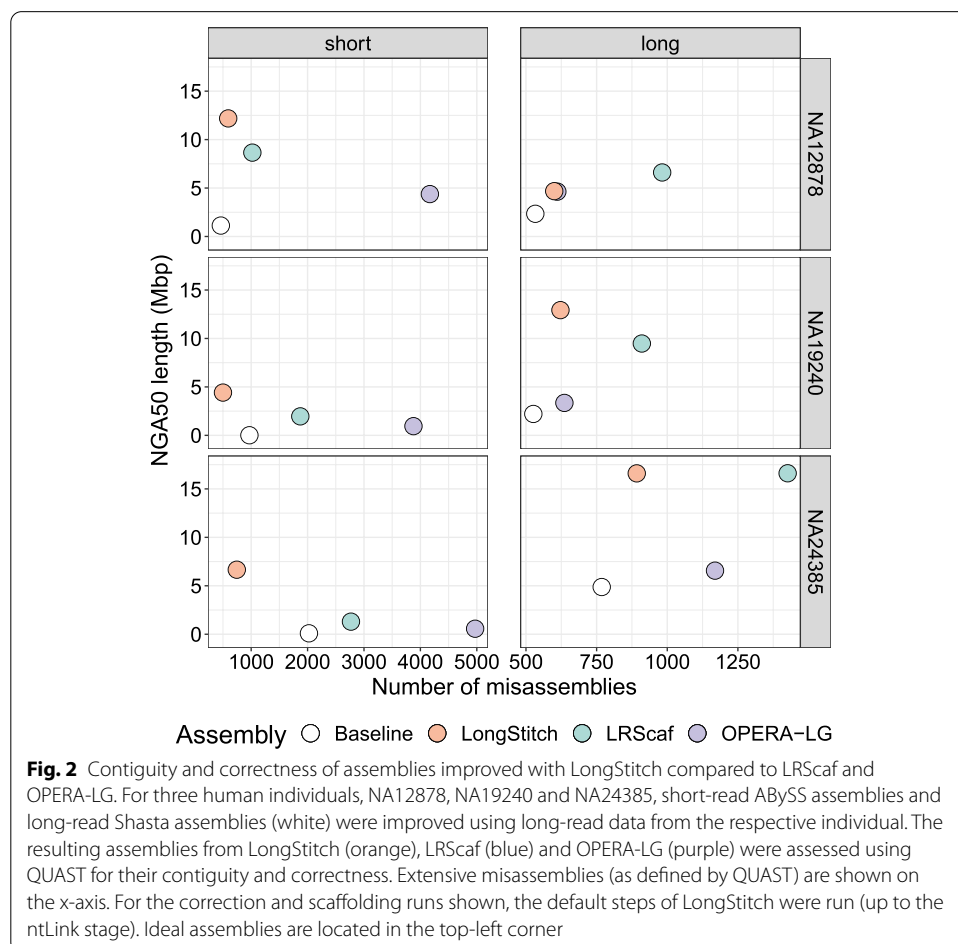 short
long
15
10
5
0
NA12878
15
10
5
0
NA19240
15
10
5
0
NA24385
NGA50 length (Mbp)
1000 2000 3000 4000 5000 500 750 1000 1250
Number of misassemblies
Assembly Baseline LongStitch LRScaf OPERA−LG
Fig. 2 Contiguity and correctness of assemblies improved with LongStitch compared to LRScaf and
OPERA-LG. For three human individuals, NA12878, NA19240 and NA24385, short-read ABySS assemblies and
long-read Shasta assemblies (white) were improved using long-read data from the respective individual. The
resulting assemblies from LongStitch (orange), LRScaf (blue) and OPERA-LG (purple) were assessed using
QUAST for their contiguity and correctness. Extensive misassemblies (as defined by QUAST) are shown on
the x-axis. For the correction and scaffolding runs shown, the default steps of LongStitch were run (up to the
ntLink stage). Ideal assemblies are located in the top-left corner